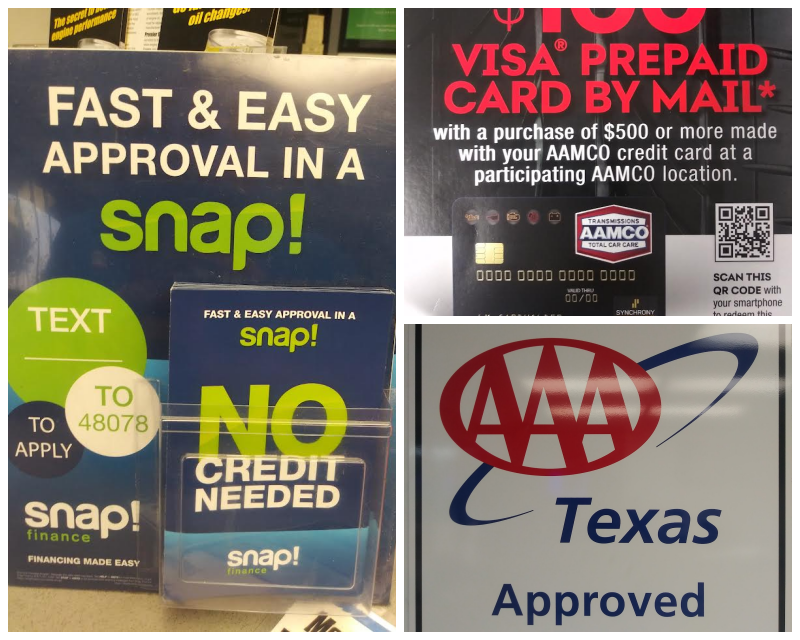 The secret to
engine performance
oil changes.
FAST & EASY
APPROVAL IN A
snap!
TEXT
TO
48078
TO
APPLY
snap!
finance
FINANCING MADE EASY
FAST & EASY APPROVAL IN A
snap!
NO
CREDIT
NEEDED
snap!
finance
$100
VISA® PREPAID
CARD BY MAIL*
with a purchase of $500 or more made
with your AAMCO credit card at a
participating AAMCO location.
TRANSMISSIONS
AAMCO
TOTAL CAR CARE
0000 0000 0000 0000
VALID THRU
00/00
SYNCHRONY
SCAN THIS
QR CODE with
your smartphone
to redeem this
AAA
Texas
Approved